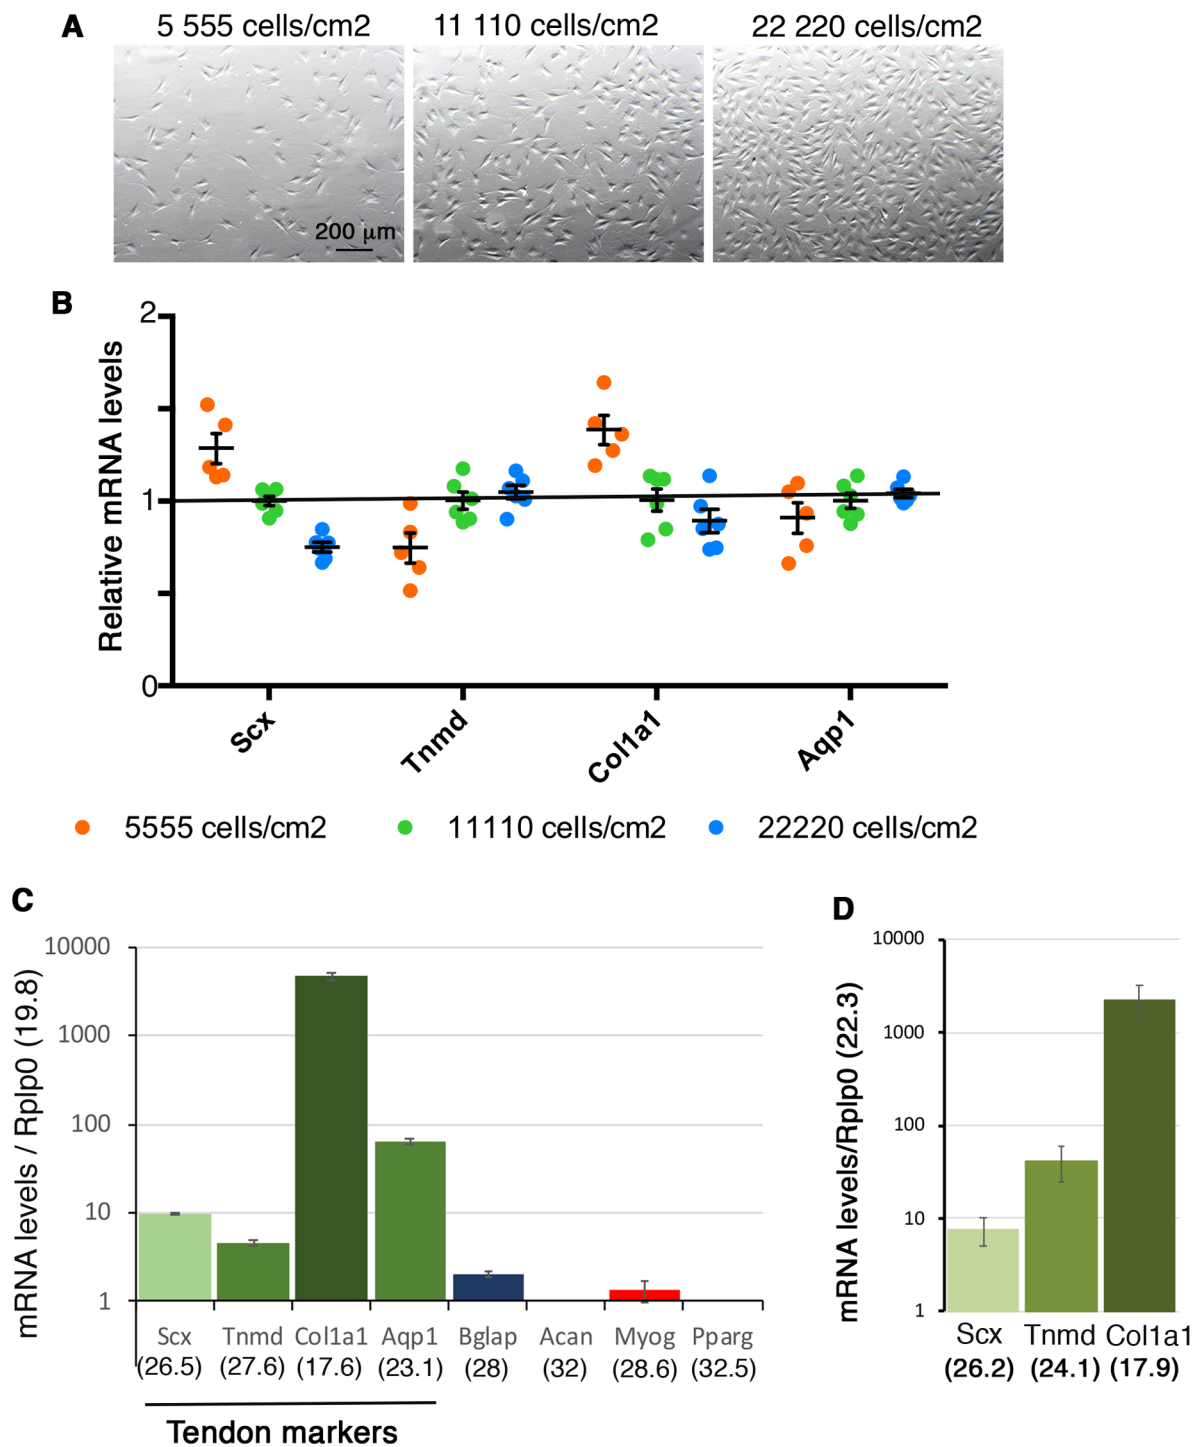 A
5 555 cells/cm2
11 110 cells/cm2
22 220 cells/cm2
200 μm
B
Relative mRNA levels
2
1
0
Scx
Tnmd
Col1a1
Aqp1
5555 cells/cm2
11110 cells/cm2
22220 cells/cm2
C
mRNA levels / Rplp0 (19.8)
10000
1000
100
10
1
Scx Tnmd Col1a1 Aqp1 Bglap Acan Myog Pparg
(26.5) (27.6) (17.6) (23.1) (28) (32) (28.6) (32.5)
Tendon markers
D
mRNA levels/Rplp0 (22.3)
10000
1000
100
10
1
Scx Tnmd Col1a1
(26.2) (24.1) (17.9)